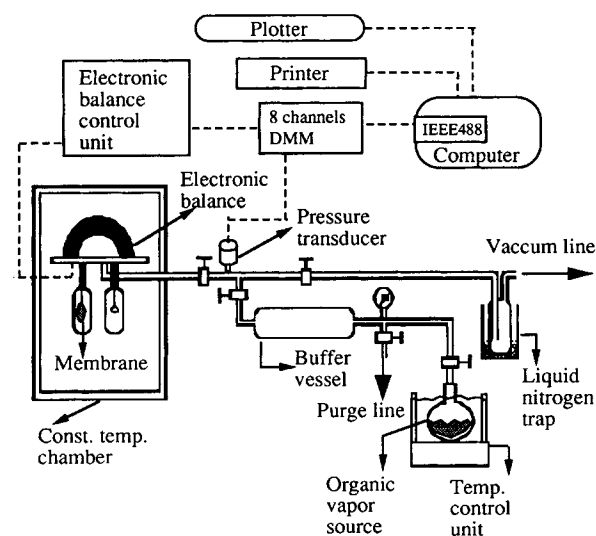 Plotter
Printer
Electronic
balance
control
unit
8 channels
DMM
IEEE488
Computer
Electronic
balance
Pressure
transducer
Vaccum line
Membrane
Buffer
vessel
Purge line
Liquid
nitrogen
trap
Const. temp.
chamber
Organic
vapor
source
Temp.
control
unit